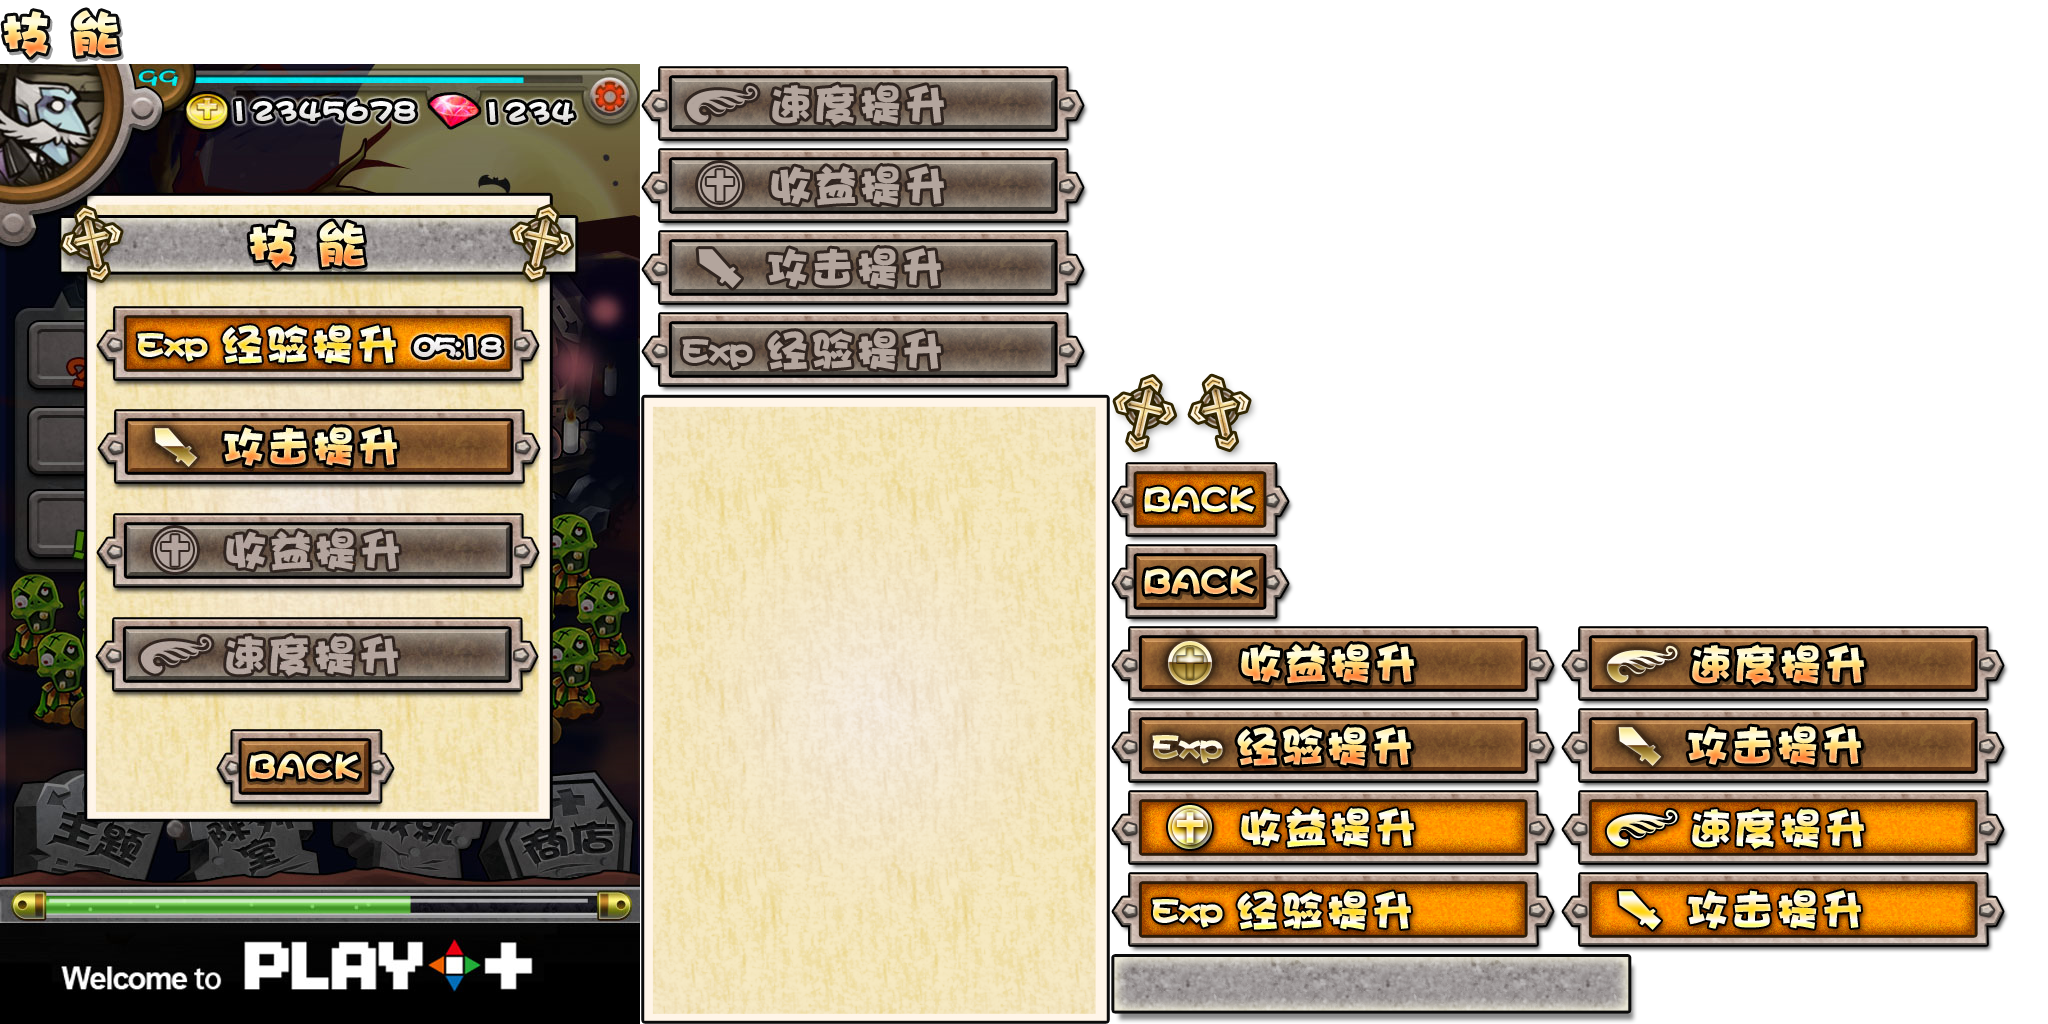 技能
GG
12345678 1234
技能
Exp 经验提升 05:18
攻击提升
收益提升
速度提升
BACK
主题
商店
Welcome to PLAY+
速度提升
收益提升
攻击提升
Exp 经验提升
BACK
BACK
收益提升
速度提升
Exp 经验提升
攻击提升
收益提升
速度提升
Exp 经验提升
攻击提升